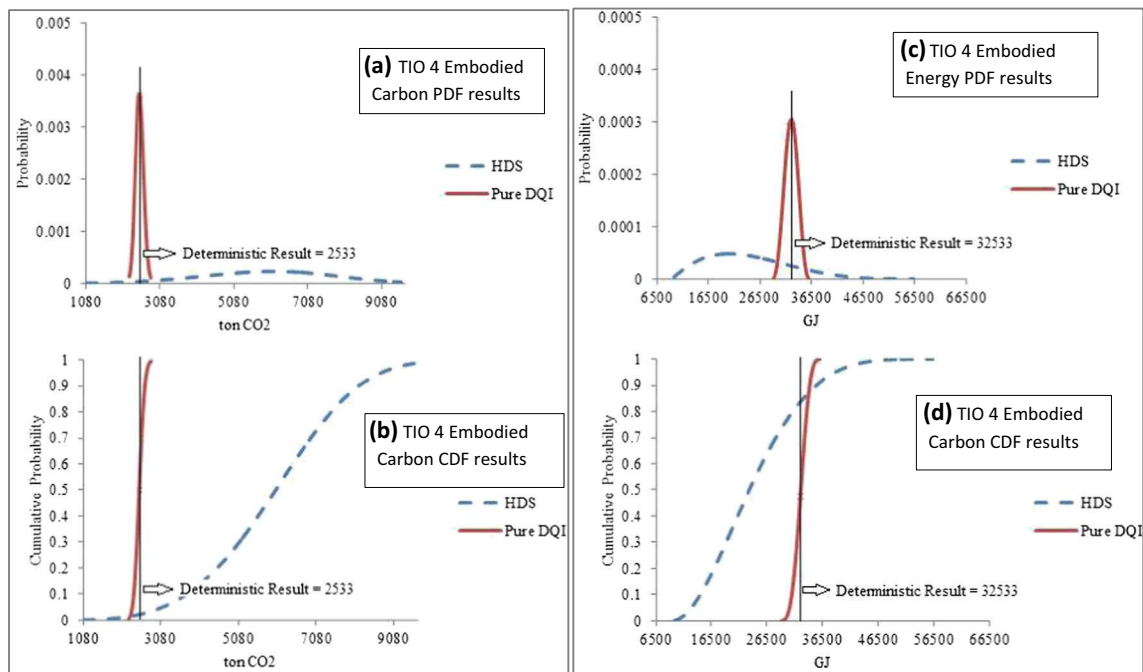 0.005
0.004
0.003
0.002
0.001
0
Probability
1080 3080 5080 7080 9080
ton CO2
(a) TIO 4 Embodied
Carbon PDF results
HDS
Pure DQI
Deterministic Result = 2533
1
0.9
0.8
0.7
0.6
0.5
0.4
0.3
0.2
0.1
0
Cumulative Probability
1080 3080 5080 7080 9080
ton CO2
(b) TIO 4 Embodied
Carbon CDF results
HDS
Pure DQI
Deterministic Result = 2533
0.0005
0.0004
0.0003
0.0002
0.0001
0
Probability
6500 16500 26500 36500 46500 56500 66500
GJ
(c) TIO 4 Embodied
Energy PDF results
HDS
Pure DQI
Deterministic Result = 32533
1
0.9
0.8
0.7
0.6
0.5
0.4
0.3
0.2
0.1
0
Cumulative Probability
6500 16500 26500 36500 46500 56500 66500
GJ
(d) TIO 4 Embodied
Carbon CDF results
HDS
Pure DQI
Deterministic Result = 32533